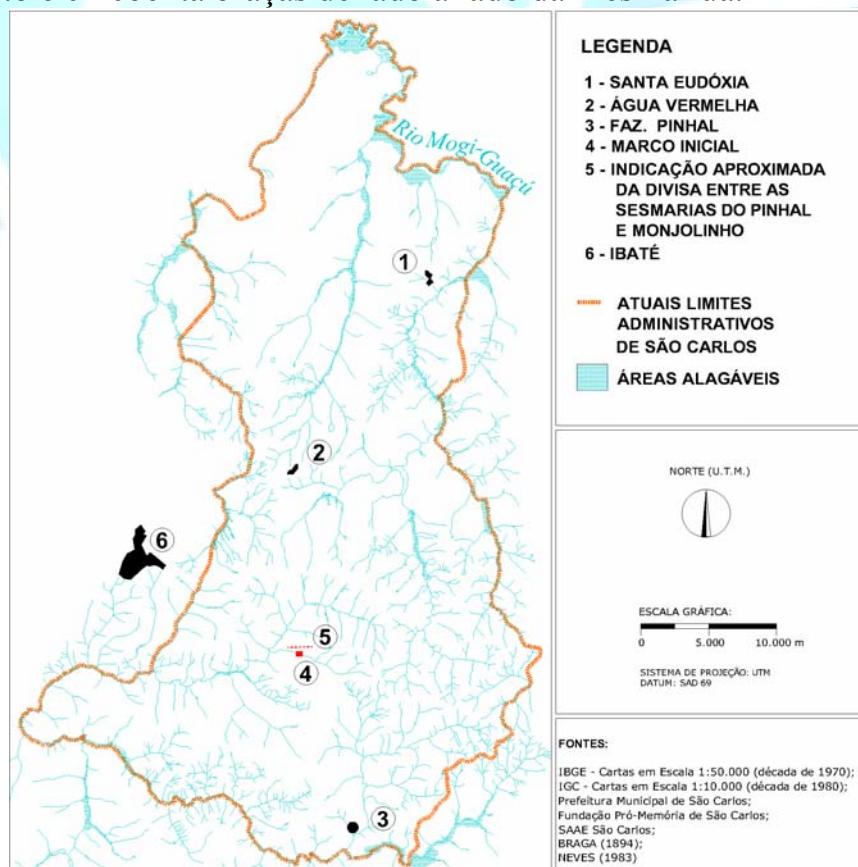 Rio Mogi-Guaçú
1
2
6
5
4
3
LEGENDA
1 - SANTA EUDÓXIA
2 - ÁGUA VERMELHA
3 - FAZ. PINHAL
4 - MARCO INICIAL
5 - INDICAÇÃO APROXIMADA
DA DIVISA ENTRE AS
SESMARIAS DO PINHAL
E MONJOLINHO
6 - IBATÉ
ATUAIS LIMITES
ADMINISTRATIVOS
DE SÃO CARLOS
ÁREAS ALAGÁVEIS
NORTE (U.T.M.)
ESCALA GRÁFICA:
0 5.000 10.000 m
SISTEMA DE PROJEÇÃO: UTM
DATUM: SAD 69
FONTES:
IBGE - Cartas em Escala 1:50.000 (década de 1970);
IGC - Cartas em Escala 1:10.000 (década de 1980);
Prefeitura Municipal de São Carlos;
Fundação Pró-Memória de São Carlos;
SAAE São Carlos;
BRAGA (1894);
NEVES (1983)